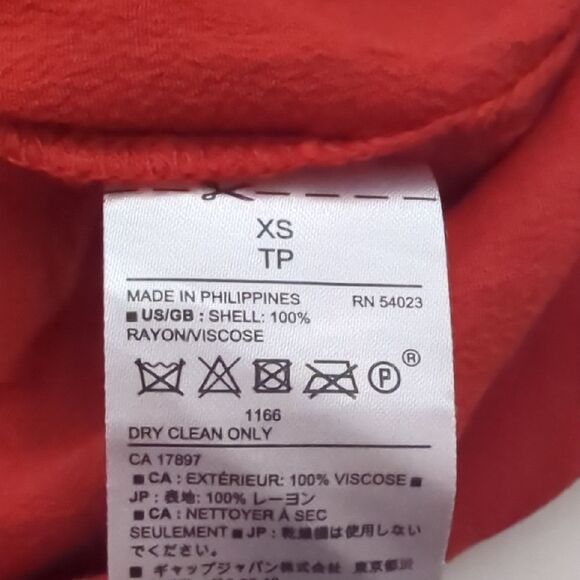 XS
TP
MADE IN PHILIPPINES RN 54023
■ US/GB : SHELL: 100%
RAYON/VISCOSE
P ®
1166
DRY CLEAN ONLY
CA 17897
■ CA : EXTÉRIEUR: 100% VISCOSE ■
JP : 表地: 100% レーヨン
■ CA : NETTOYER À SEC
SEULEMENT ■ JP : 乾燥機は使用しない
でください。
■ ギャップジャパン株式会社 東京都渋